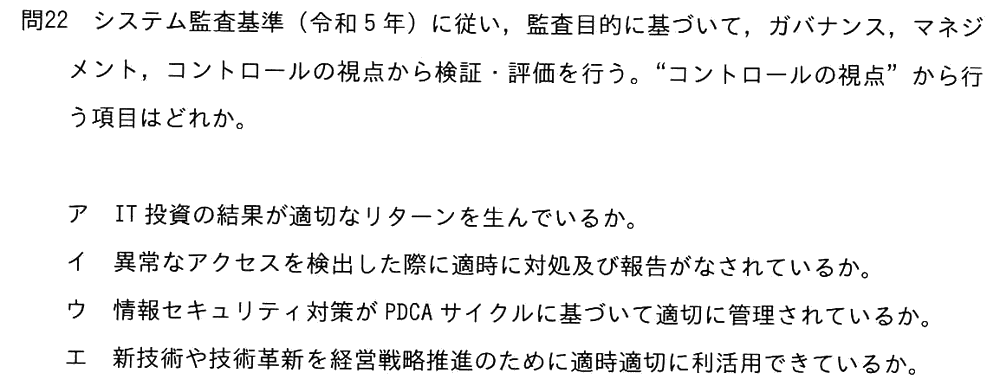 問22　システム監査基準（令和5年）に従い，監査目的に基づいて，ガバナンス，マネジ
メント，コントロールの視点から検証・評価を行う。“コントロールの視点”から行
う項目はどれか。
ア　IT投資の結果が適切なリターンを生んでいるか。
イ　異常なアクセスを検出した際に適時に対処及び報告がなされているか。
ウ　情報セキュリティ対策がPDCAサイクルに基づいて適切に管理されているか。
エ　新技術や技術革新を経営戦略推進のために適時適切に利活用できているか。